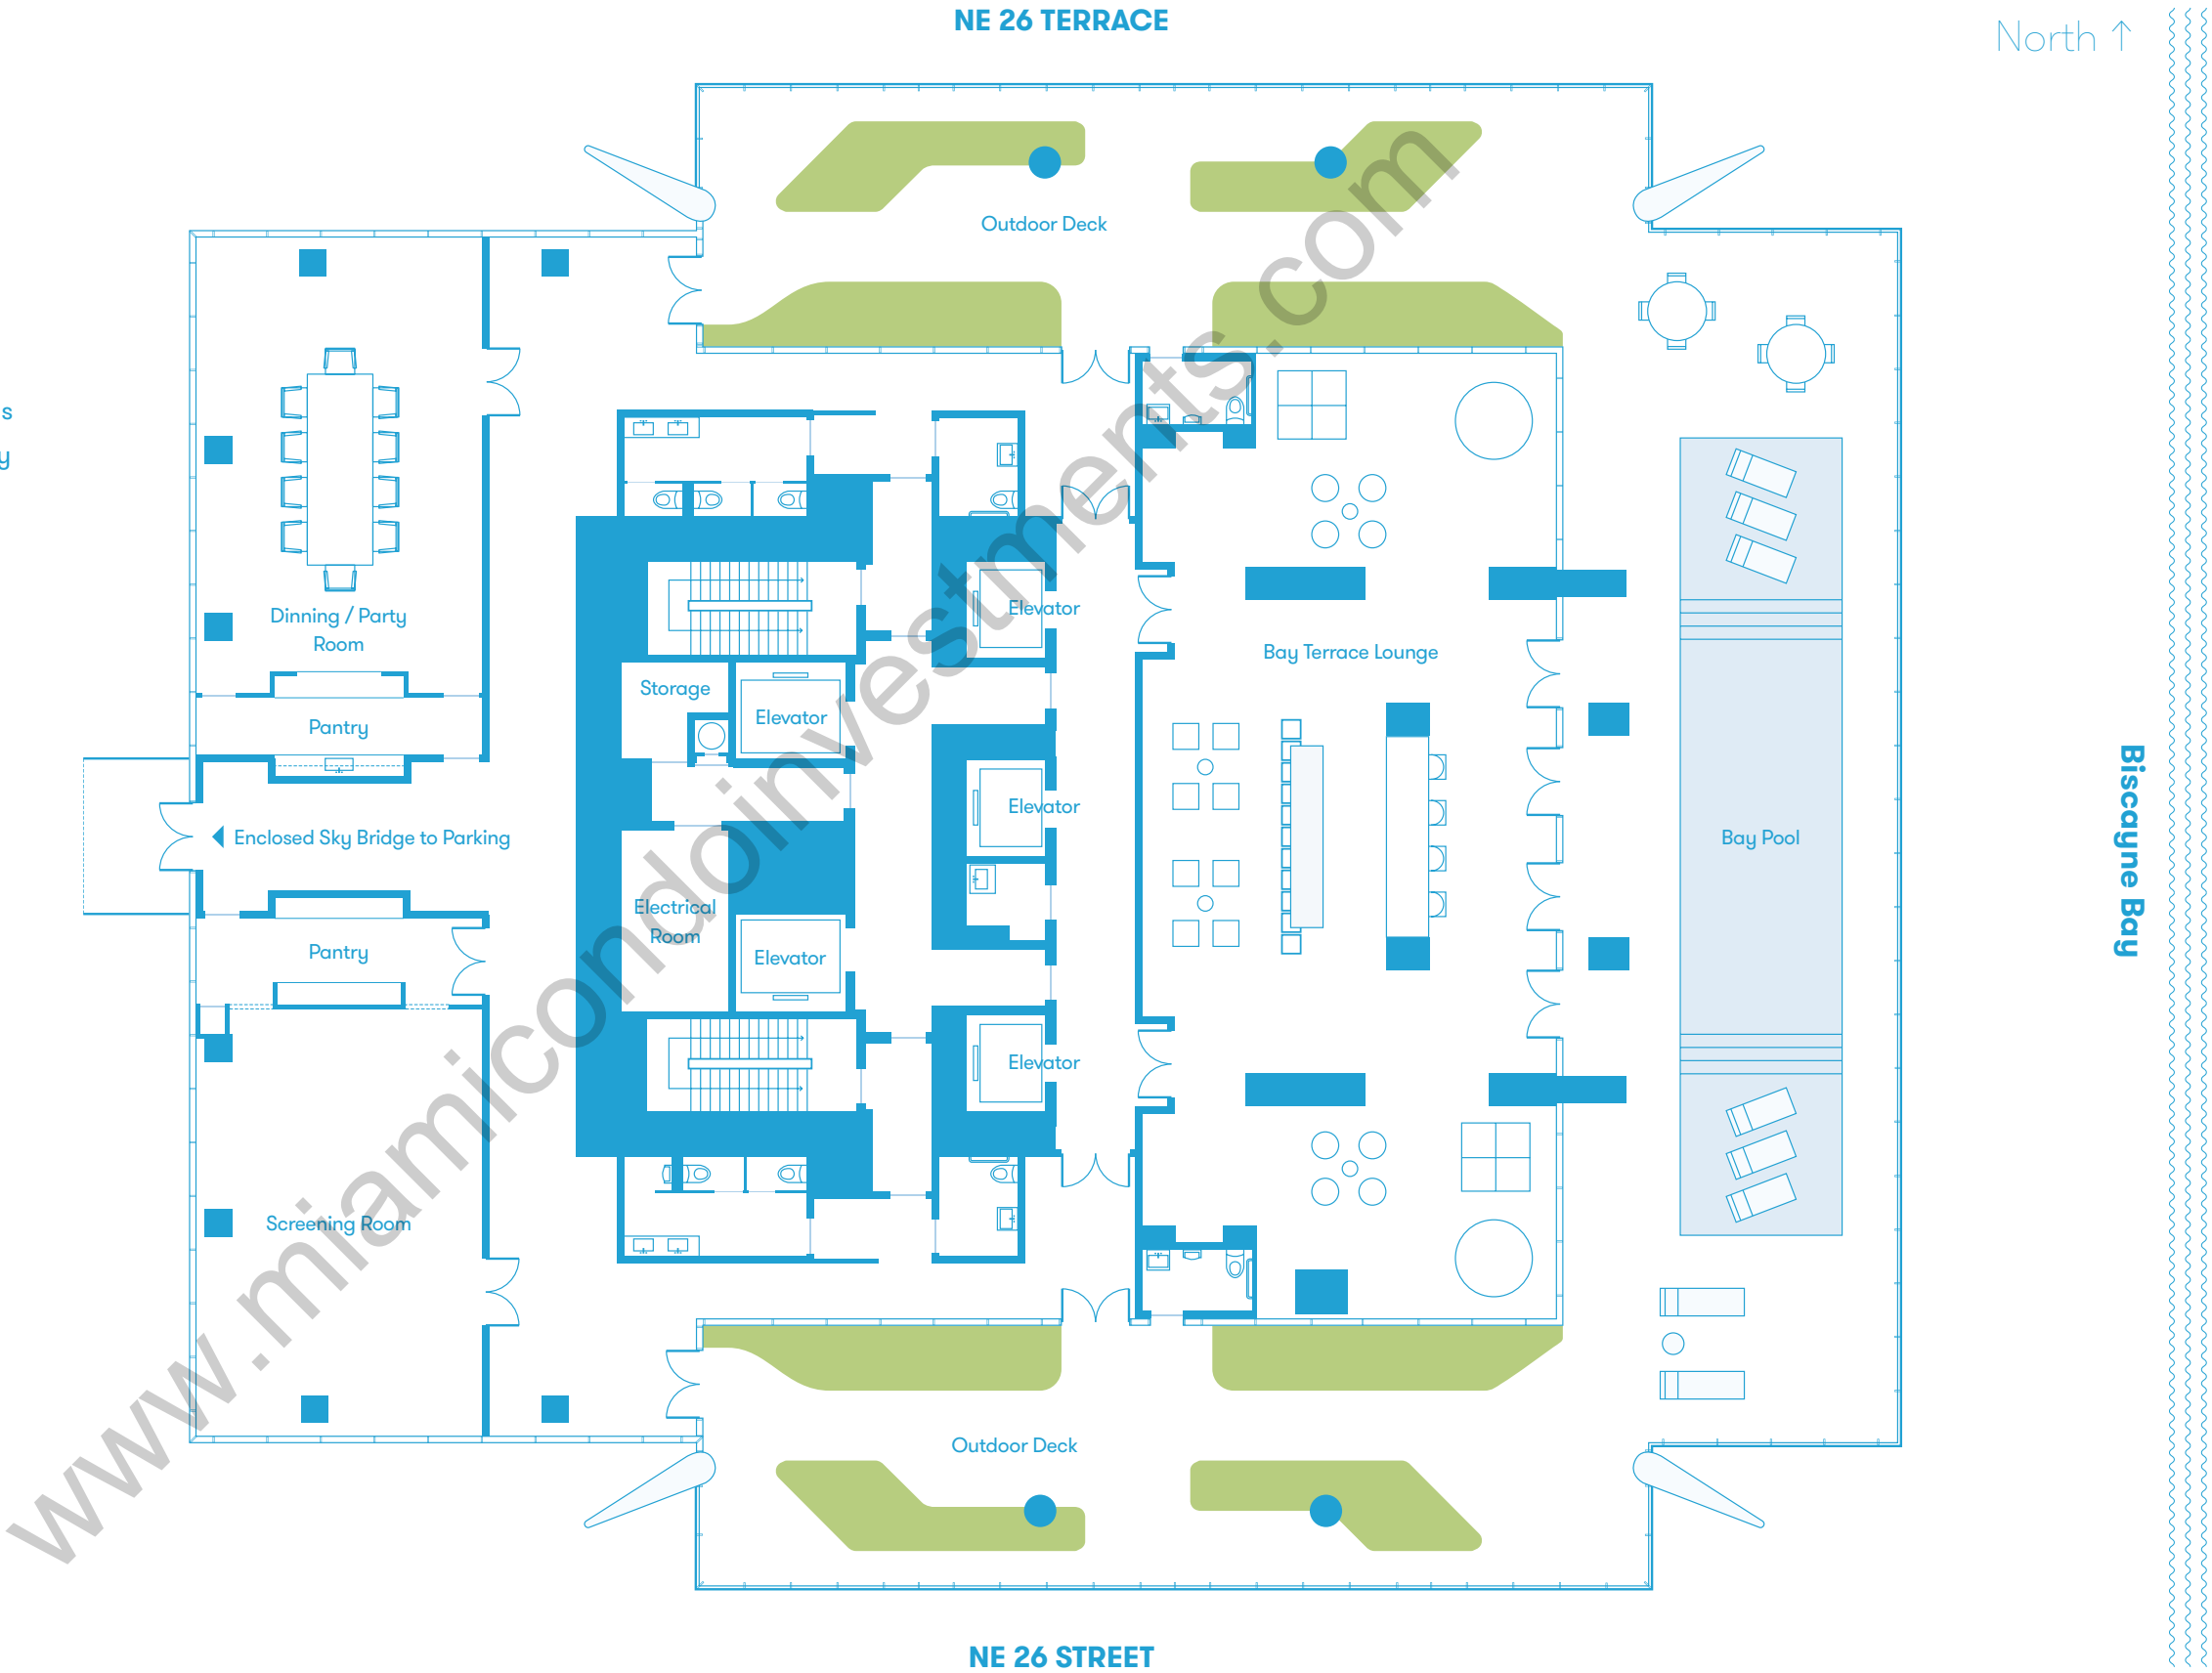 NE 26 TERRACE
North ↑
Outdoor Deck
s
y
Dinning / Party
Room
Elevator
Bay Terrace Lounge
Storage
Elevator
Pantry
Elevator
Enclosed Sky Bridge to Parking
Bay Pool
Biscayne Bay
Electrical
Room
Pantry
Elevator
Elevator
Screening Room
Outdoor Deck
NE 26 STREET
www.miamicondoinvestments.com